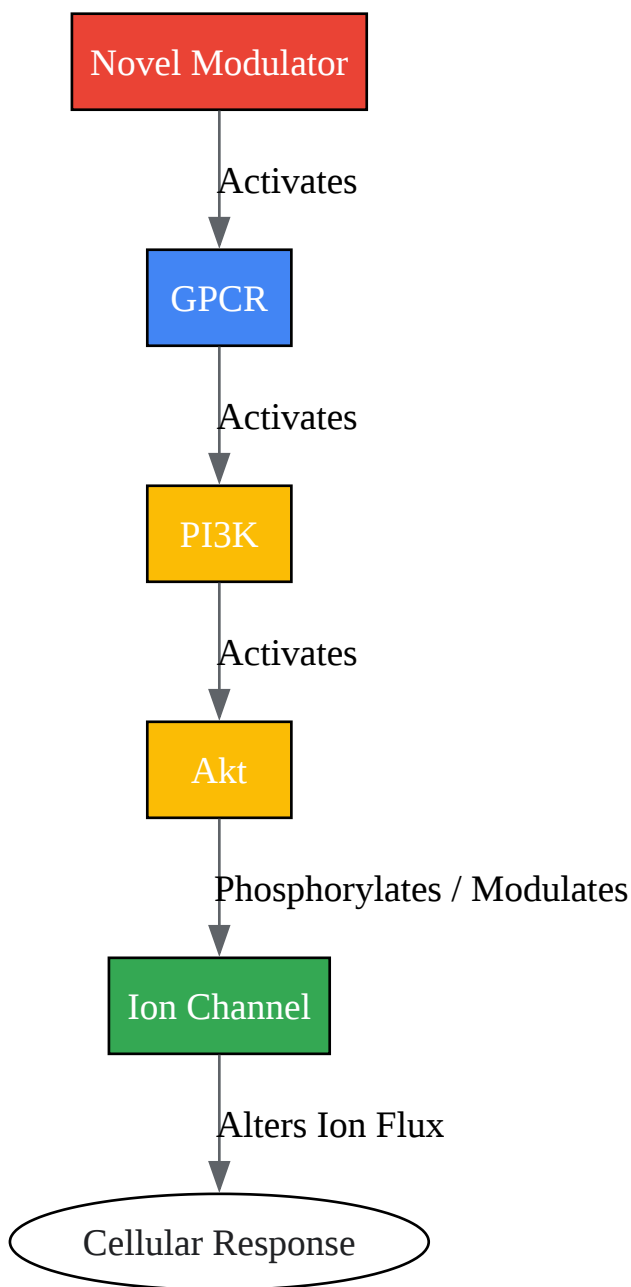 Novel Modulator
Activates
GPCR
Activates
PI3K
Activates
Akt
Phosphorylates / Modulates
Ion Channel
Alters Ion Flux
Cellular Response